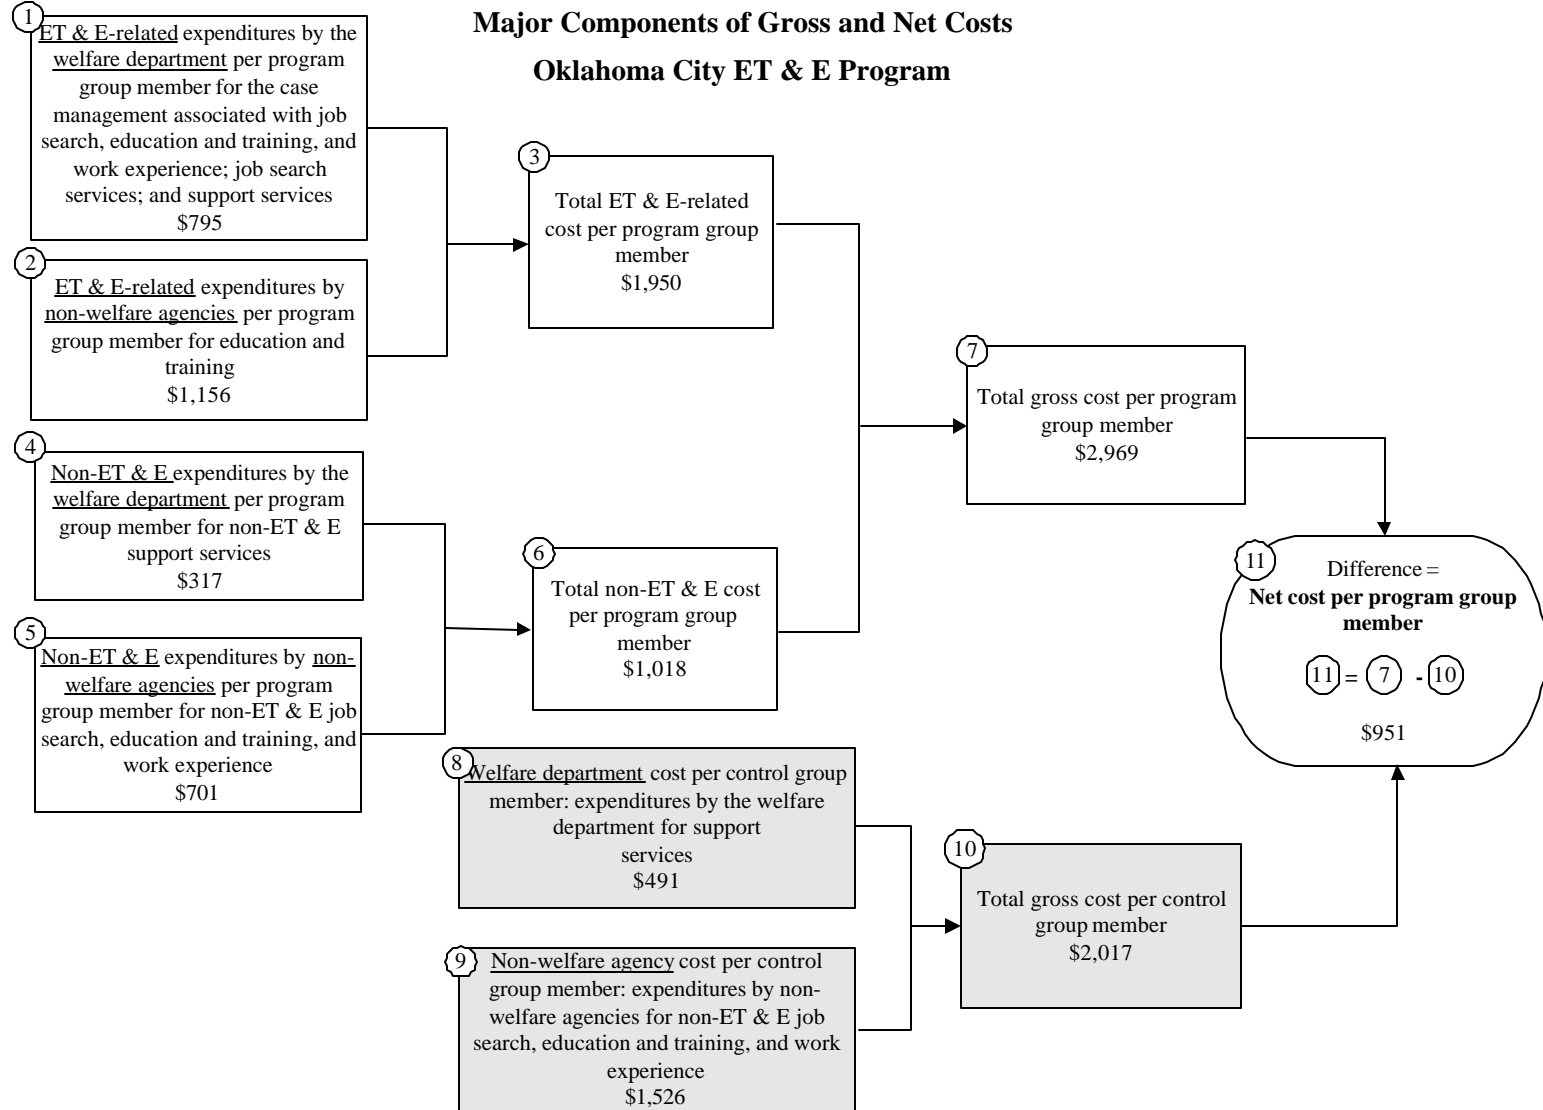 Major Components of Gross and Net Costs
Oklahoma City ET & E Program
1
ET & E-related expenditures by the
welfare department per program
group member for the case
management associated with job
search, education and training, and
work experience; job search
services; and support services
$795
2
ET & E-related expenditures by
non-welfare agencies per program
group member for education and
training
$1,156
3
Total ET & E-related
cost per program group
member
$1,950
4
Non-ET & E expenditures by the
welfare department per program
group member for non-ET & E
support services
$317
5
Non-ET & E expenditures by non-
welfare agencies per program
group member for non-ET & E job
search, education and training, and
work experience
$701
6
Total non-ET & E cost
per program group
member
$1,018
7
Total gross cost per program
group member
$2,969
8
Welfare department cost per control group
member: expenditures by the welfare
department for support
services
$491
9
Non-welfare agency cost per control
group member: expenditures by non-
welfare agencies for non-ET & E job
search, education and training, and work
experience
$1,526
10
Total gross cost per control
group member
$2,017
11
Difference =
Net cost per program group
member
11 = 7 - 10
$951